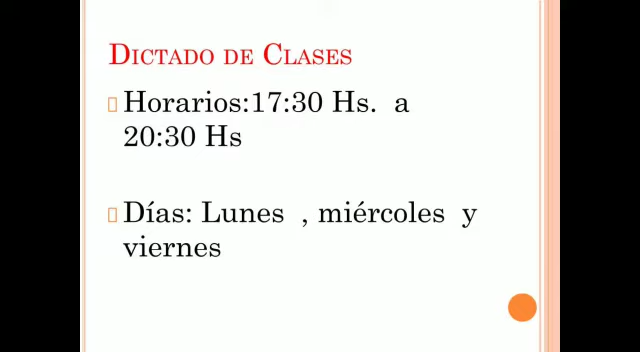 Dictado de Clases
Horarios:17:30 Hs. a
20:30 Hs
Días: Lunes , miércoles y
viernes